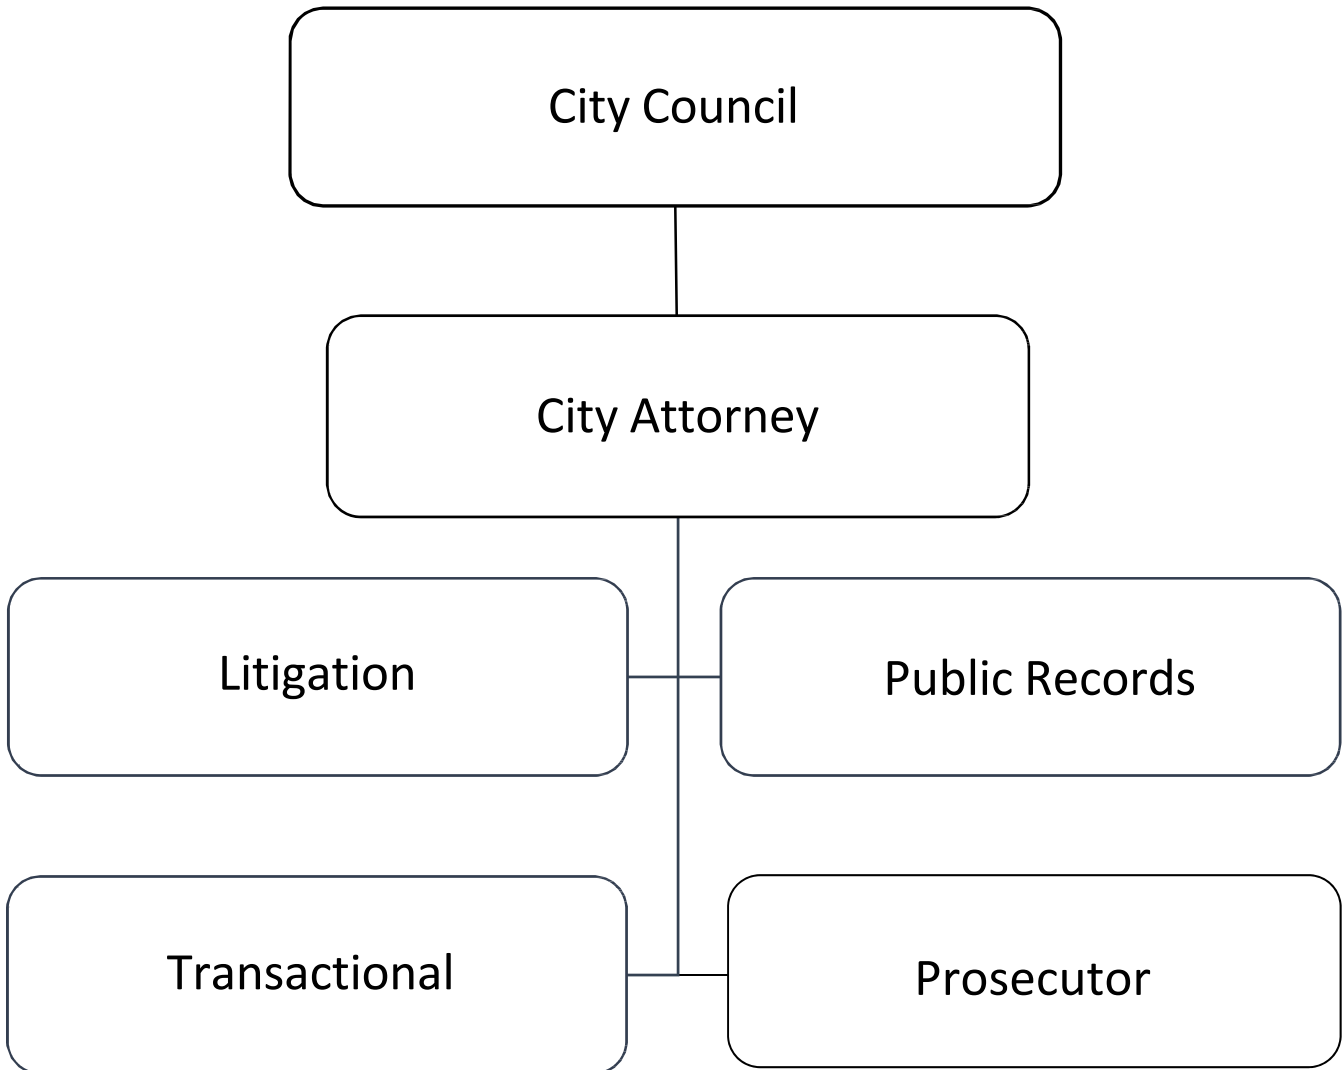 City Council
City Attorney
Litigation
Public Records
Transactional
Prosecutor